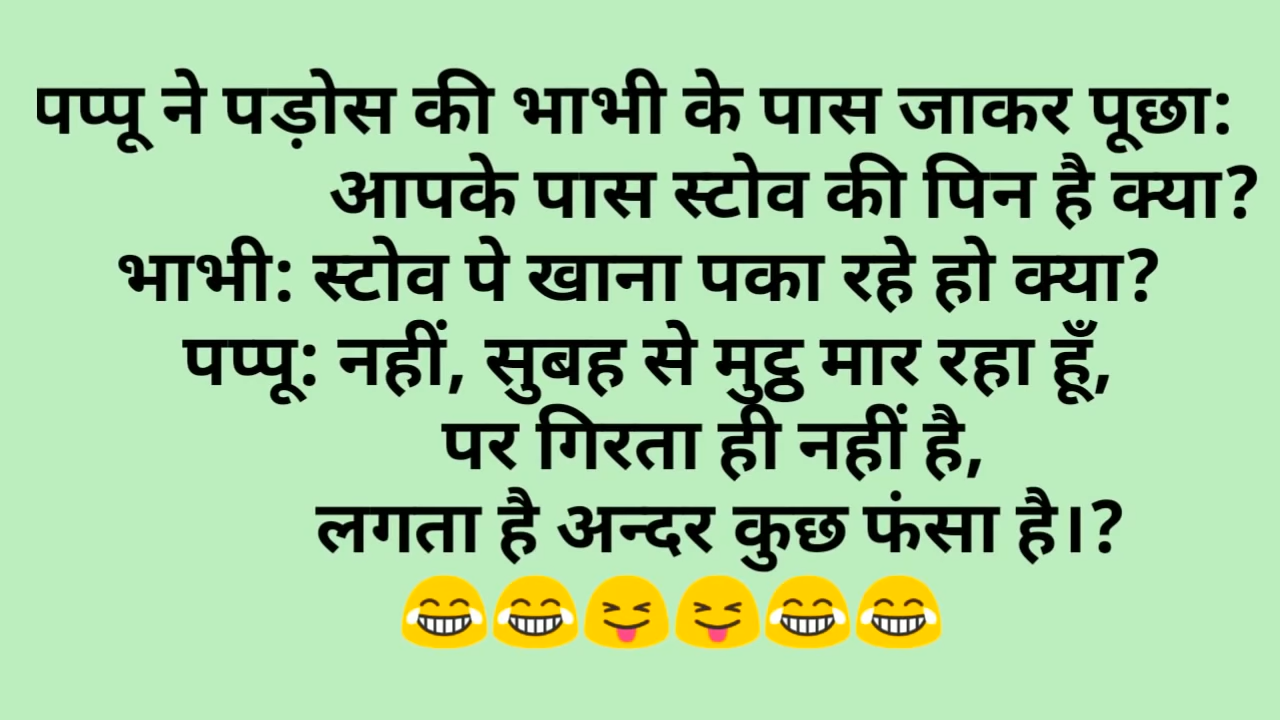 पप्पू ने पड़ोस की भाभी के पास जाकर पूछा:
आपके पास स्टोव की पिन है क्या?
भाभी: स्टोव पे खाना पका रहे हो क्या?
पप्पू: नहीं, सुबह से मुट्ठ मार रहा हूँ,
पर गिरता ही नहीं है,
लगता है अन्दर कुछ फंसा है।?
😂😂😝😝😂😂